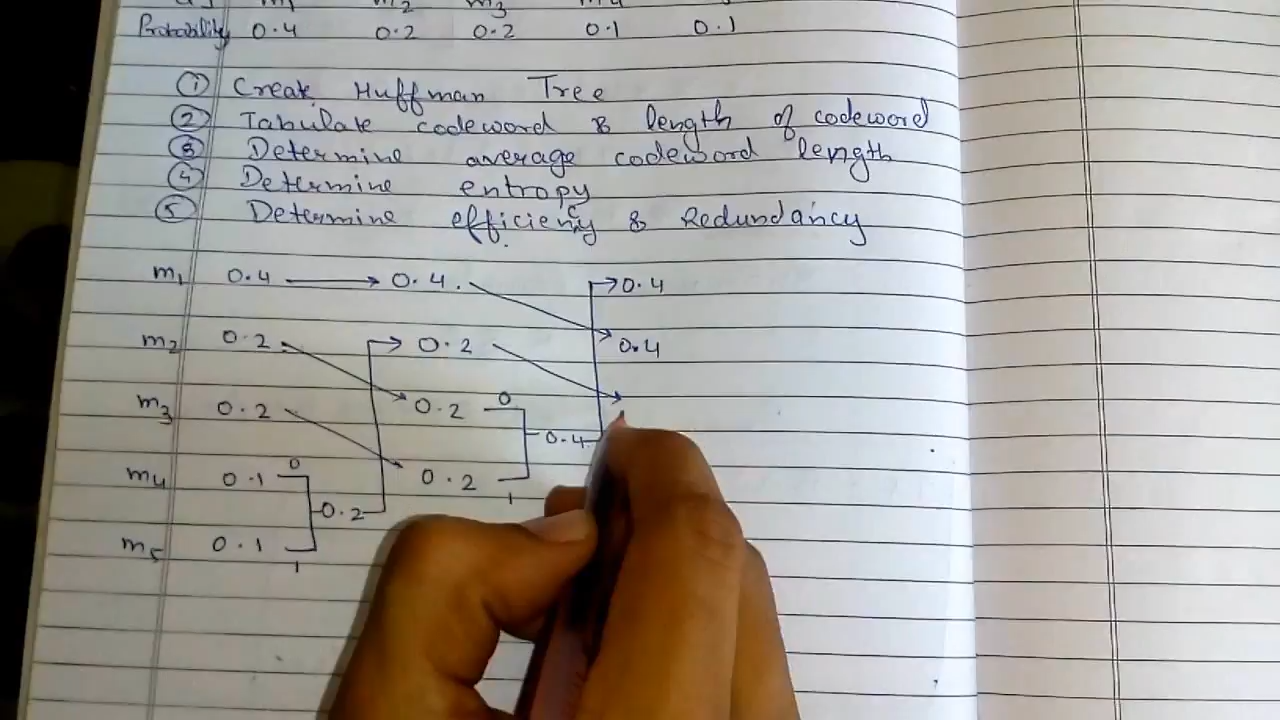 m2 m3
Probability 0.4 0.2 0.2 0.1 0.1
① Create Huffman Tree
② Tabulate codeword & length of codeword
③ Determine average codeword length
④ Determine entropy
⑤ Determine efficiency & Redundancy
m1 0.4 → 0.4. → 0.4
m2 0.2 → 0.2 0.4
m3 0.2 0.2 0 0.4
m4 0.1 0 0.2 1
0.2
m5 0.1 1